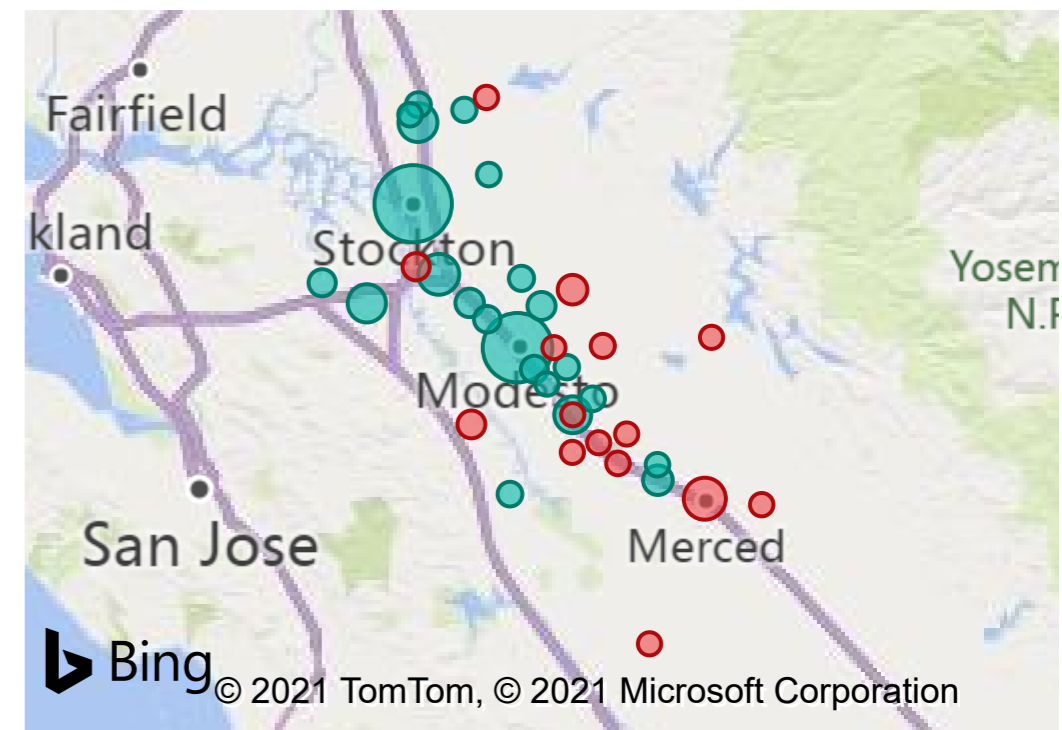 Fairfield
kland
Stockton
Yosem
N.P
Modesto
San Jose
Merced
Bing
© 2021 TomTom, © 2021 Microsoft Corporation